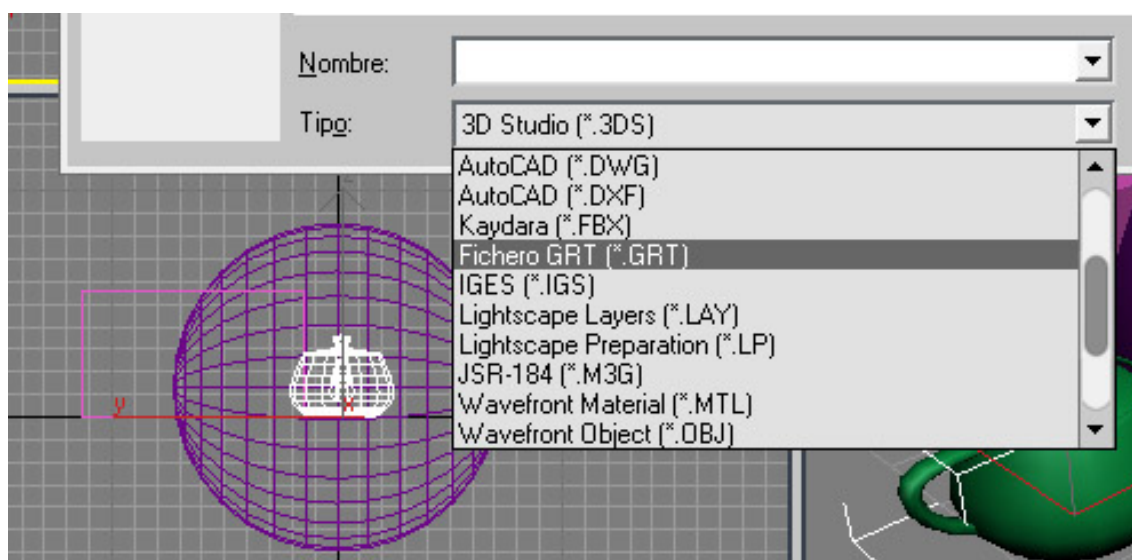 Nombre:
Tipo:
3D Studio (*.3DS)
AutoCAD (*.DWG)
AutoCAD (*.DXF)
Kaydara (*.FBX)
Fichero GRT (*.GRT)
IGES (*.IGS)
Lightscape Layers (*.LAY)
Lightscape Preparation (*.LP)
JSR-184 (*.M3G)
Wavefront Material (*.MTL)
Wavefront Object (*.OBJ)
y
x